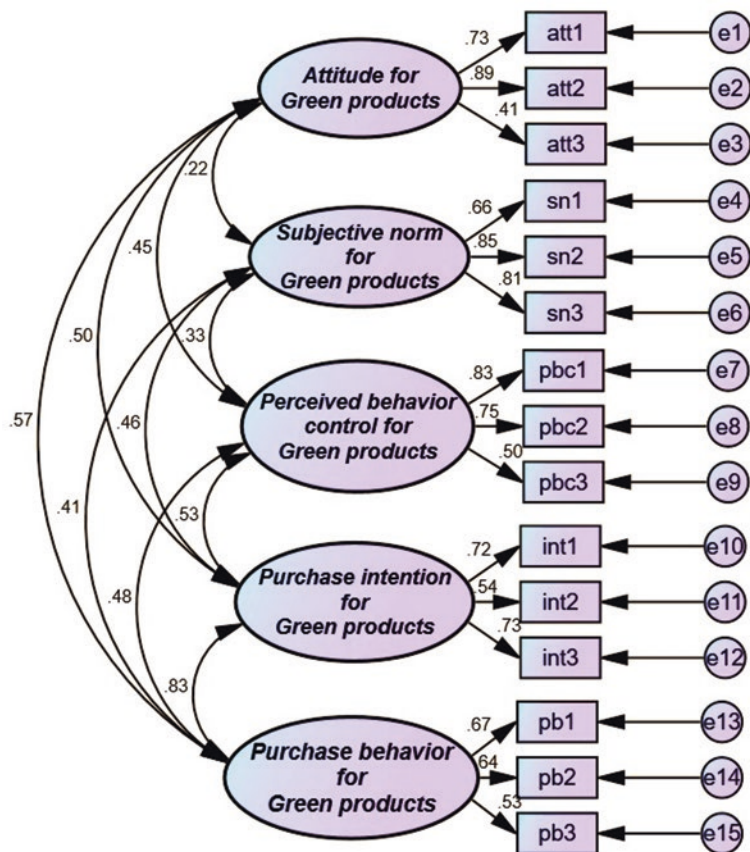 att1
e1
.73
Attitude for
Green products
.89
att2
e2
.41
att3
e3
.22
sn1
e4
.66
Subjective norm
for
Green products
.85
sn2
e5
.81
sn3
e6
.45
.50
.33
pbc1
e7
.83
Perceived behavior
control for
Green products
.75
pbc2
e8
.50
pbc3
e9
.57
.46
.41
.53
int1
e10
.72
Purchase intention
for
Green products
.54
int2
e11
.73
int3
e12
.48
.83
pb1
e13
.67
Purchase behavior
for
Green products
64
pb2
e14
.53
pb3
e15